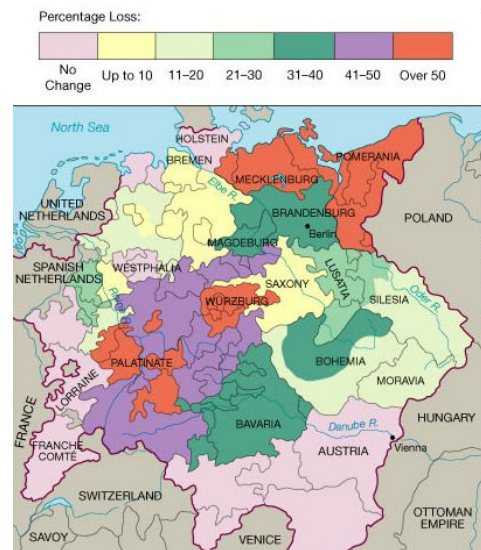 Percentage Loss:
No Change
Up to 10
11–20
21–30
31–40
41–50
Over 50
North Sea
HOLSTEIN
BREMEN
POMERANIA
MECKLENBURG
Elbe R.
UNITED
NETHERLANDS
BRANDENBURG
Berlin
POLAND
MAGDEBURG
SPANISH
NETHERLANDS
WESTPHALIA
LUSATIA
SAXONY
SILESIA
Oder R.
WÜRZBURG
PALATINATE
BOHEMIA
MORAVIA
LORRAINE
FRANCE
BAVARIA
Danube R.
HUNGARY
AUSTRIA
Vienna
FRANCHE
COMTÉ
SWITZERLAND
OTTOMAN
EMPIRE
SAVOY
VENICE